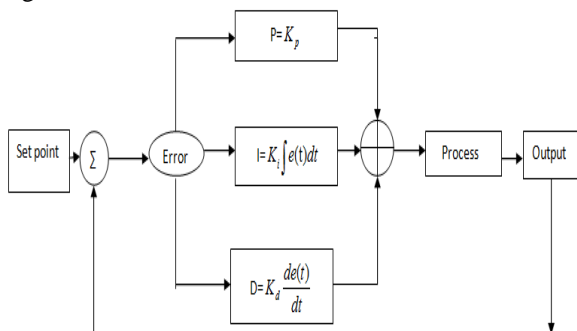 P=K_p
Set point
Σ
Error
I=K_i∫e(t)dt
Process
Output
D=K_d de(t)/dt